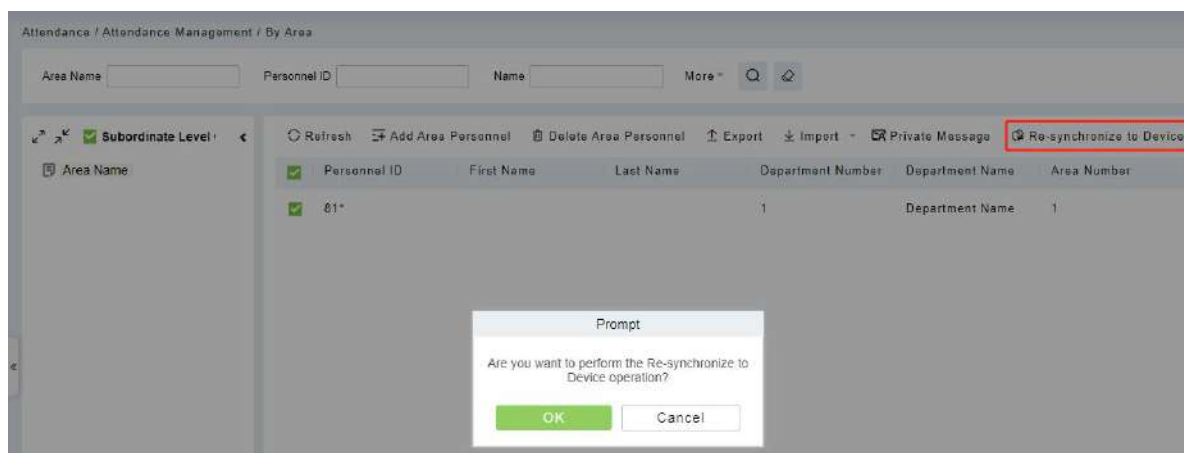 Attendance / Attendance Management / By Area
Area Name Personnel ID Name More
Subordinate Level Refresh Add Area Personnel Delete Area Personnel Export Import Private Message Re-synchronize to Device
Area Name Personnel ID First Name Last Name Department Number Department Name Area Number
81* 1 Department Name 1
Prompt
Are you want to perform the Re-synchronize to
Device operation?
OK Cancel